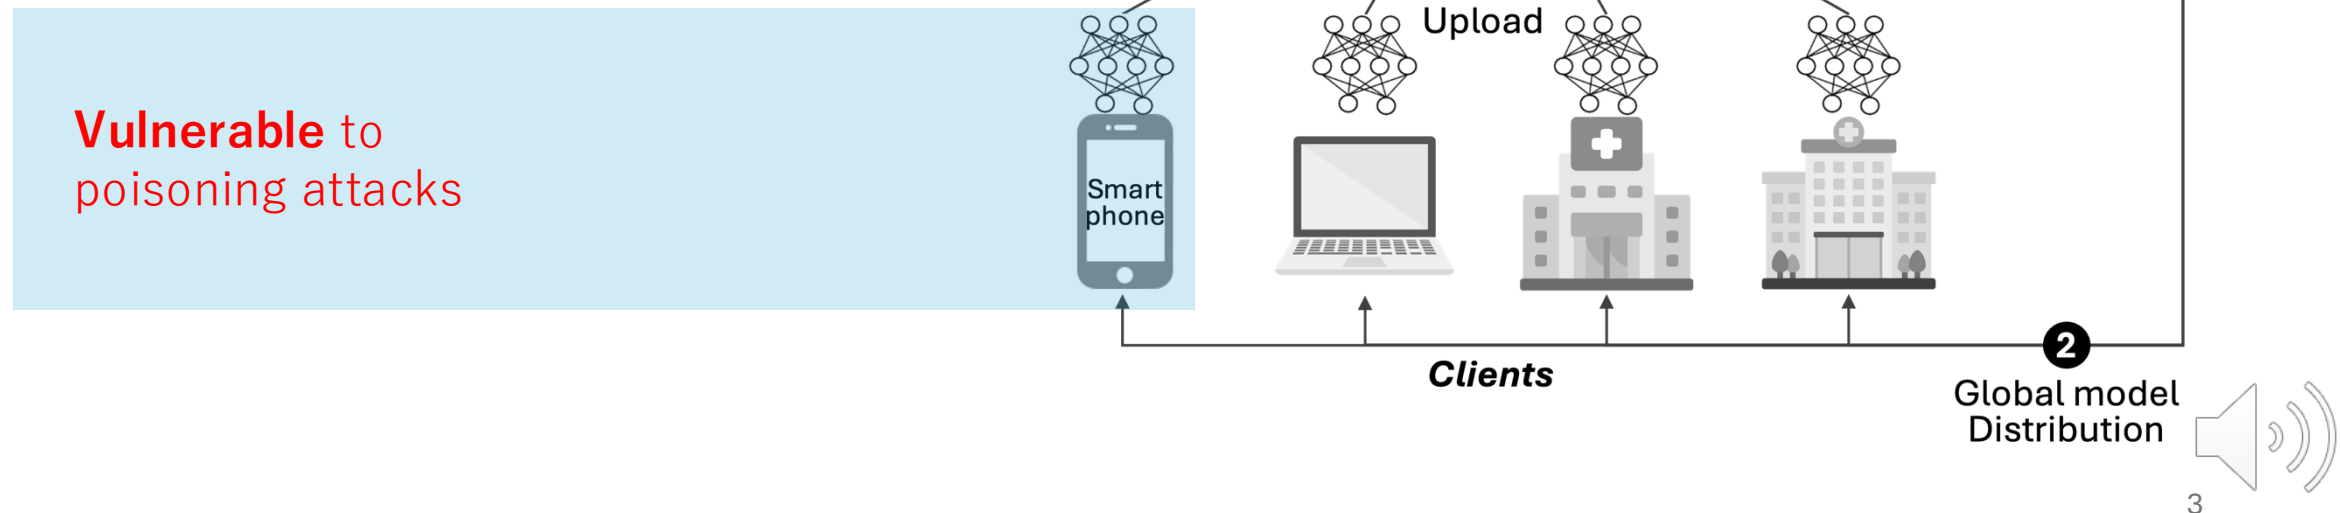 Upload
Vulnerable to
poisoning attacks
Smart
phone
Clients
2
Global model
Distribution
3